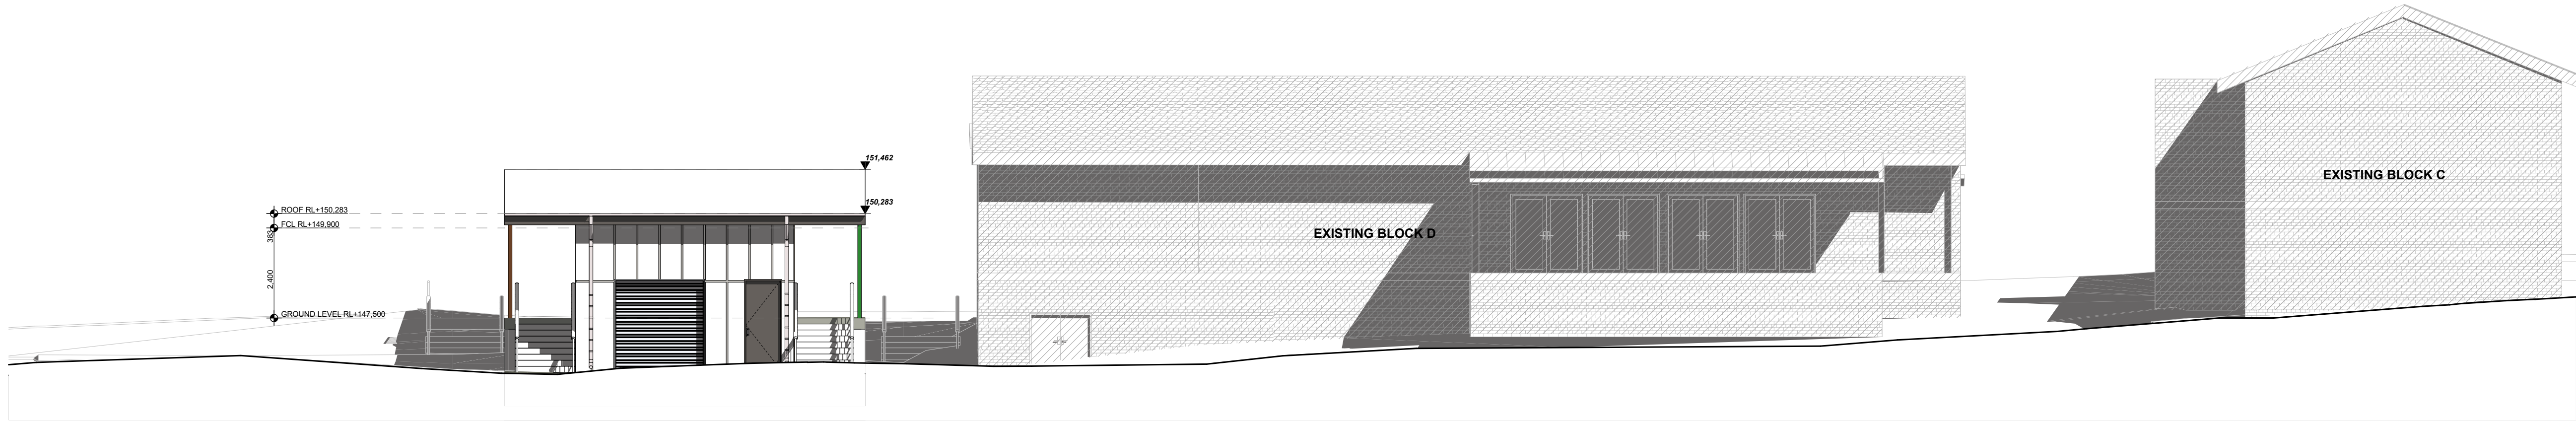 151,462
EXISTING BLOCK C
150,283
ROOF RL+150,283
FCL RL+149,900
383
EXISTING BLOCK D
2,400
GROUND LEVEL RL+147,500